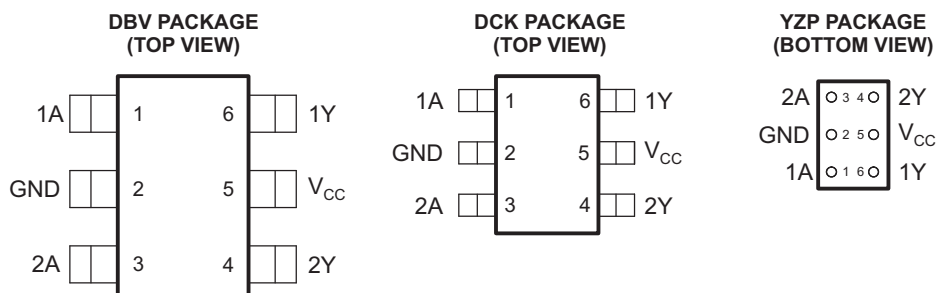 DBV PACKAGE
(TOP VIEW)
1A 1 6 1Y
GND 2 5 VCC
2A 3 4 2Y
DCK PACKAGE
(TOP VIEW)
1A 1 6 1Y
GND 2 5 VCC
2A 3 4 2Y
YZP PACKAGE
(BOTTOM VIEW)
2A 3 4 2Y
GND 2 5 VCC
1A 1 6 1Y